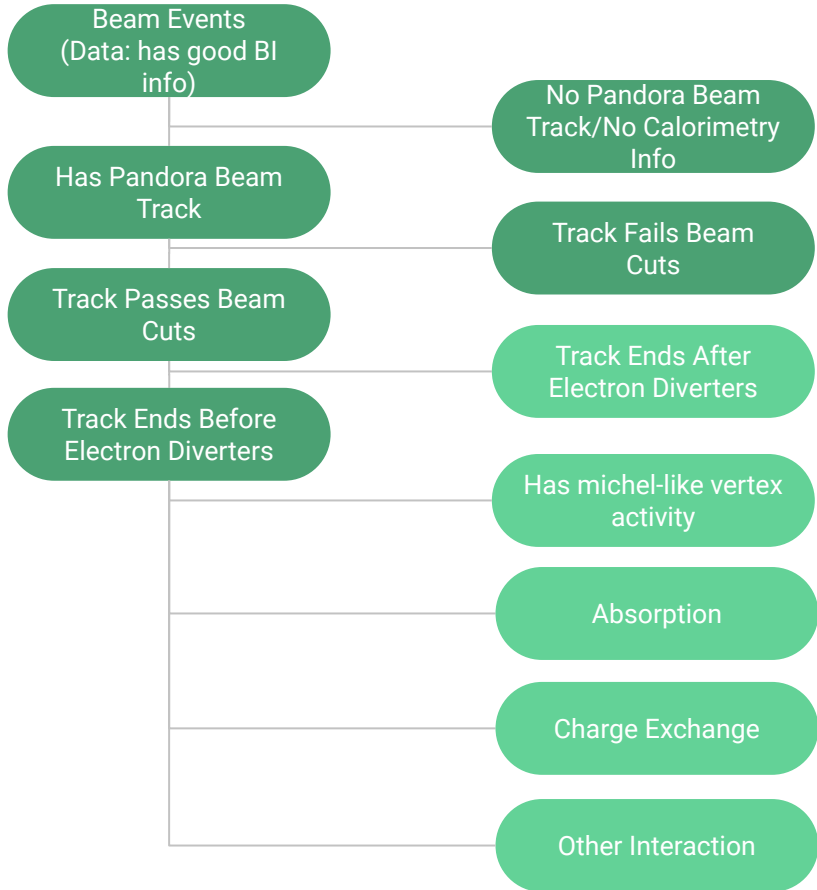 Beam Events
(Data: has good BI
info)
No Pandora Beam
Track/No Calorimetry
Info
Has Pandora Beam
Track
Track Fails Beam
Cuts
Track Passes Beam
Cuts
Track Ends After
Electron Diverters
Track Ends Before
Electron Diverters
Has michel-like vertex
activity
Absorption
Charge Exchange
Other Interaction